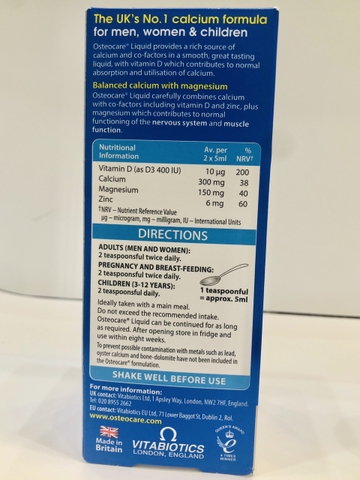 The UK's No.1 calcium formula
for men, women & children
Osteocare® Liquid provides a rich source of
calcium and co-factors in a smooth, great tasting
liquid, with vitamin D which contributes to normal
absorption and utilisation of calcium.
Balanced calcium with magnesium
Osteocare® Liquid carefully combines calcium
with co-factors including vitamin D and zinc, plus
magnesium which contributes to normal
functioning of the nervous system and muscle
function.
Nutritional Information Av. per 2 x 5ml % NRV†
Vitamin D (as D3 400 IU) 10 µg 200
Calcium 300 mg 38
Magnesium 150 mg 40
Zinc 6 mg 60
†NRV – Nutrient Reference Value
µg – microgram, mg – milligram, IU – International Units
DIRECTIONS
ADULTS (MEN AND WOMEN):
2 teaspoonsful twice daily.
PREGNANCY AND BREAST-FEEDING:
2 teaspoonsful twice daily.
CHILDREN (3-12 YEARS):
2 teaspoonsful daily.
1 teaspoonful
= approx. 5ml
Ideally taken with a main meal.
Do not exceed the recommended intake.
Osteocare® Liquid can be continued for as long
as required. After opening store in fridge and
use within eight weeks.
To prevent possible contamination with metals such as lead,
oyster calcium and bone-dolomite have not been included in
the Osteocare® formulation.
SHAKE WELL BEFORE USE
For more information:
UK contact: Vitabiotics Ltd, 1 Apsley Way, London, NW2 7HF, England.
Tel: 020 8955 2662
EU contact: Vitabiotics EU Ltd, 71 Lower Baggot St, Dublin 2, RoI.
www.osteocare.com
Made in
Britain
VITABIOTICS
LONDON, ENGLAND
QUEEN'S AWARD
4 TIMES
WINNER